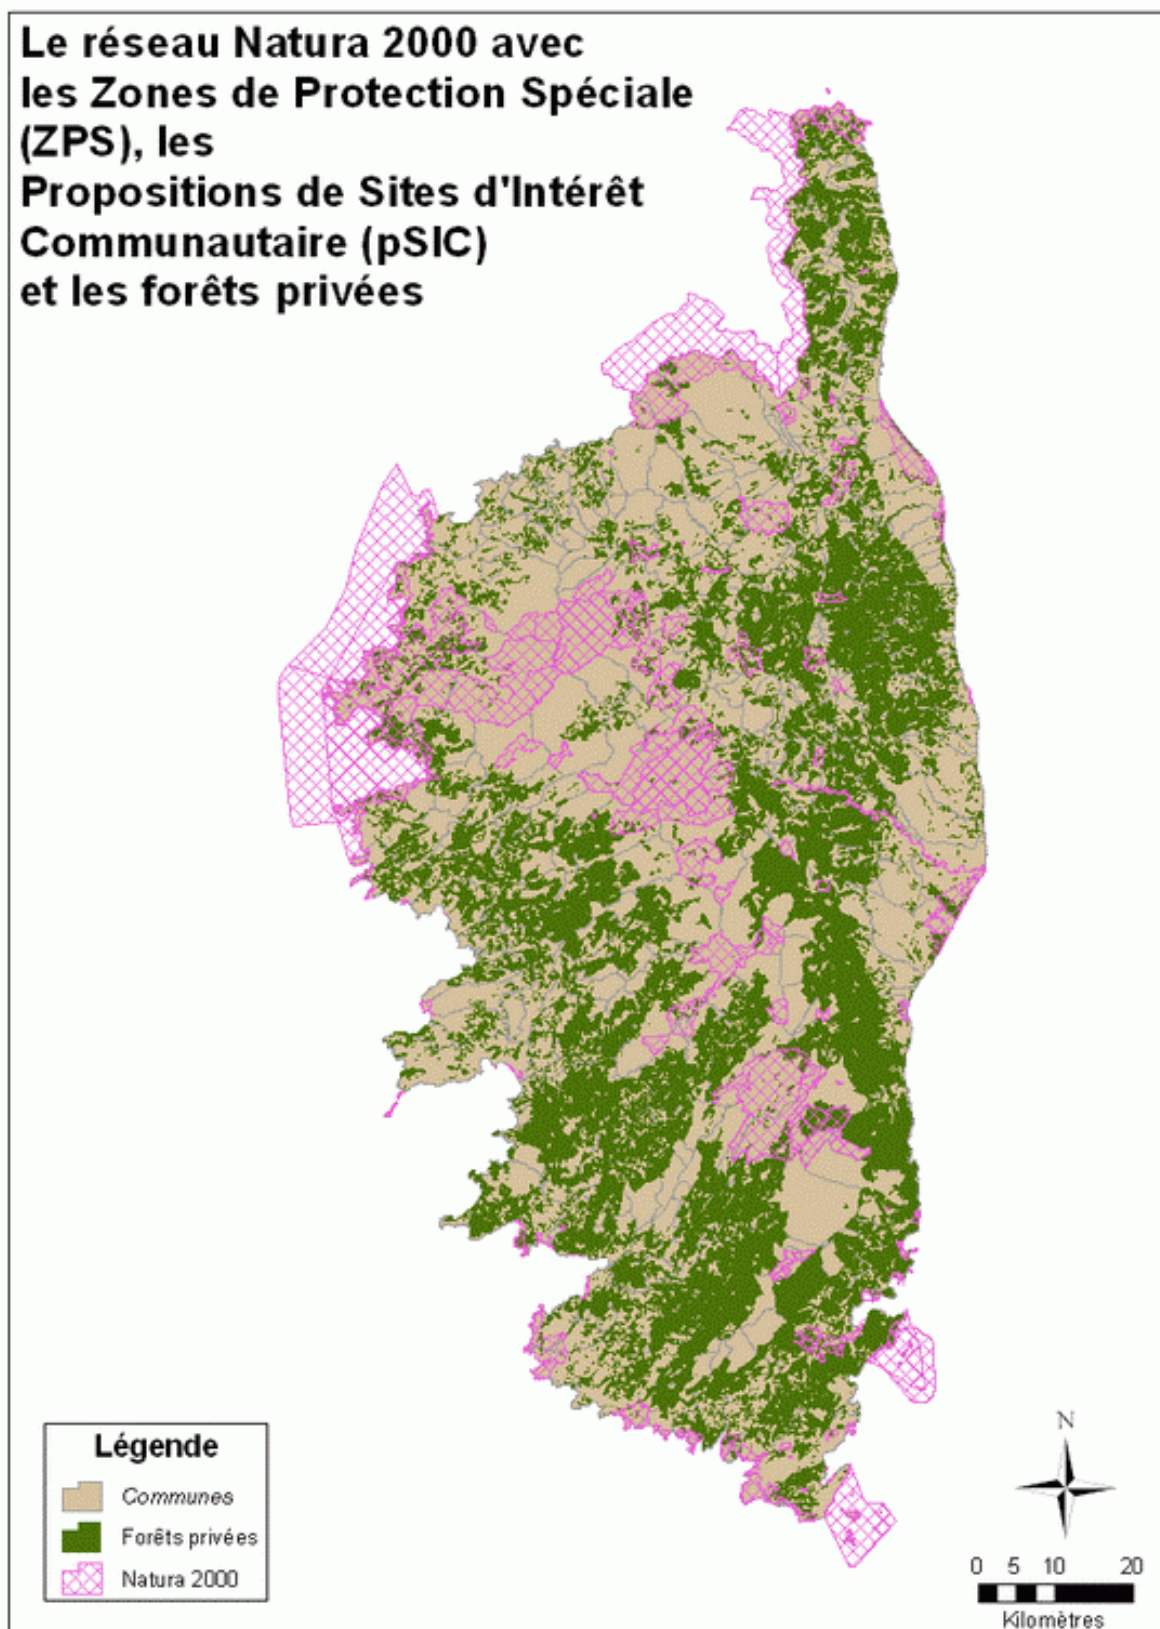 Le réseau Natura 2000 avec
les Zones de Protection Spéciale
(ZPS), les
Propositions de Sites d'Intérêt
Communautaire (pSIC)
et les forêts privées
Légende
Communes
Forêts privées
Natura 2000
N
0 5 10 20
Kilomètres